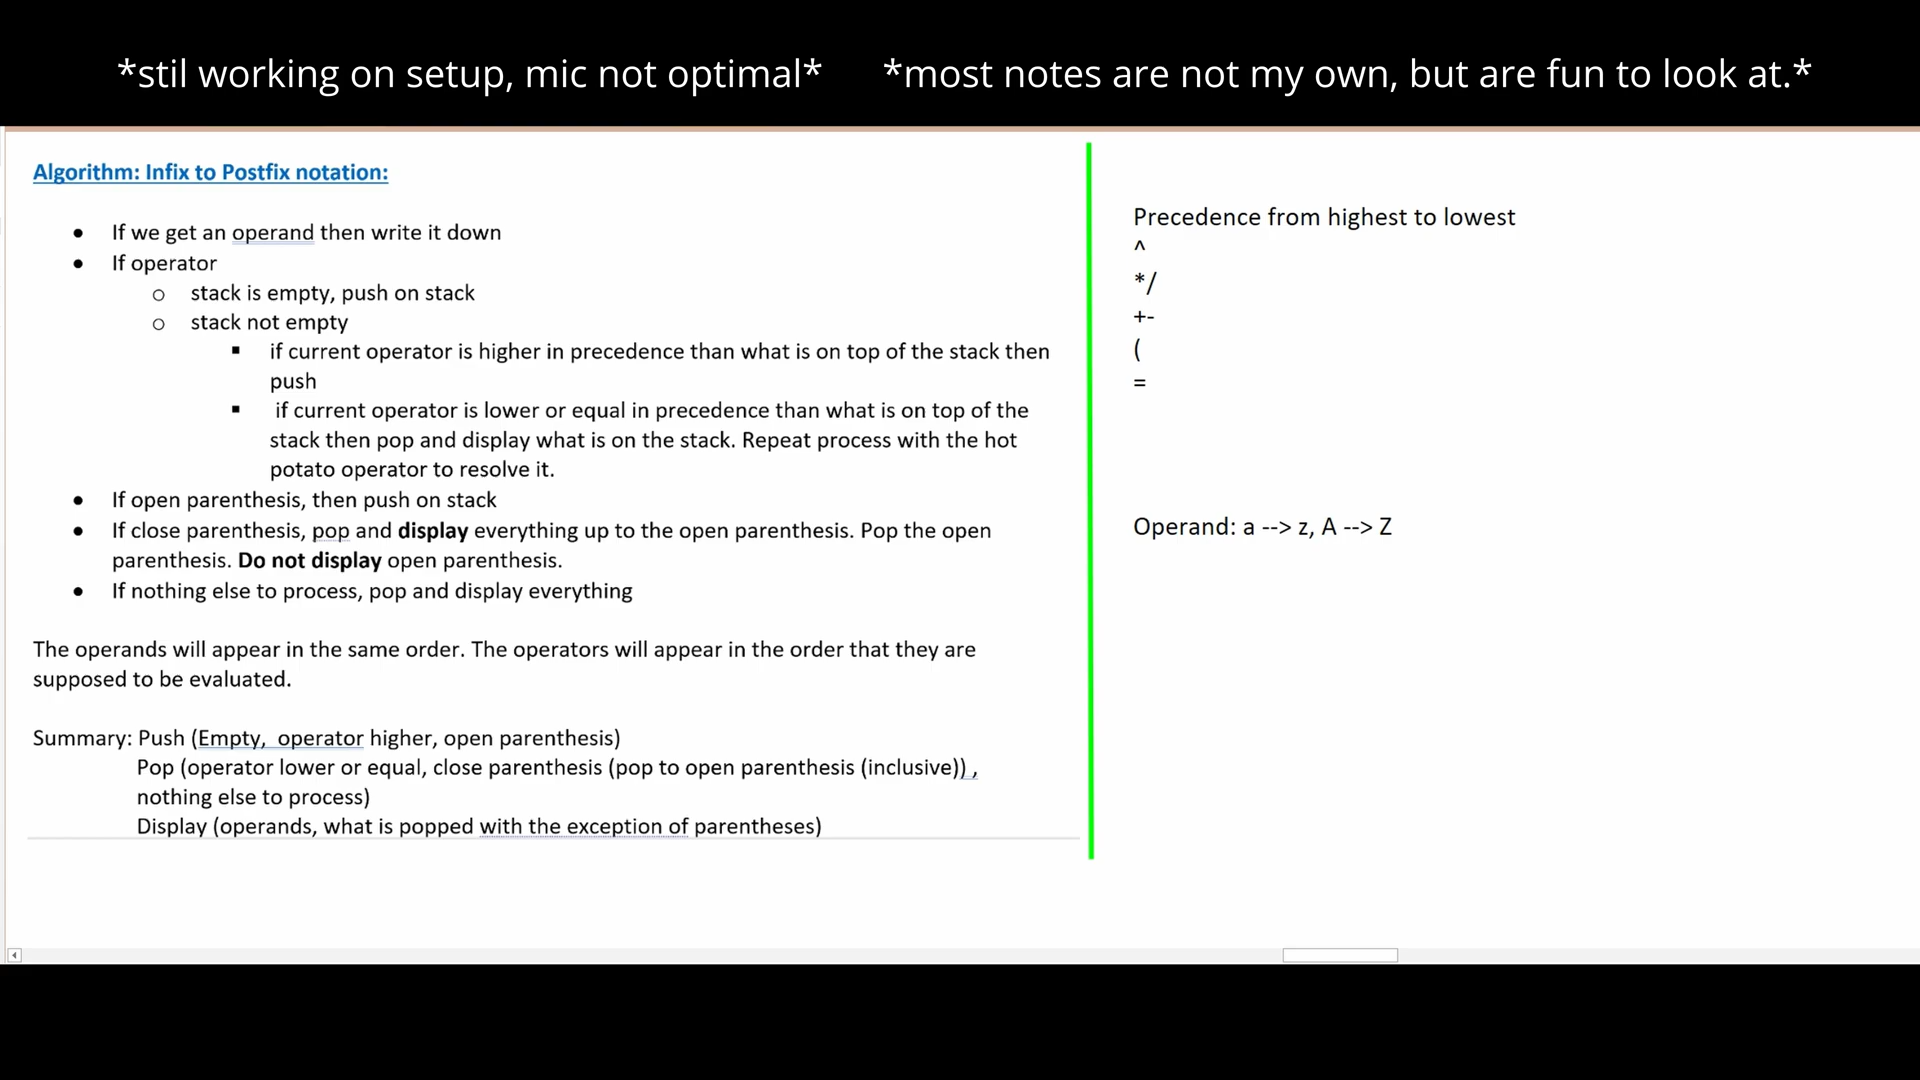 *stil working on setup, mic not optimal* *most notes are not my own, but are fun to look at.*
Algorithm: Infix to Postfix notation:
• If we get an operand then write it down
• If operator
o stack is empty, push on stack
o stack not empty
▪ if current operator is higher in precedence than what is on top of the stack then
push
▪ if current operator is lower or equal in precedence than what is on top of the
stack then pop and display what is on the stack. Repeat process with the hot
potato operator to resolve it.
• If open parenthesis, then push on stack
• If close parenthesis, pop and display everything up to the open parenthesis. Pop the open
parenthesis. Do not display open parenthesis.
• If nothing else to process, pop and display everything
The operands will appear in the same order. The operators will appear in the order that they are
supposed to be evaluated.
Summary: Push (Empty, operator higher, open parenthesis)
Pop (operator lower or equal, close parenthesis (pop to open parenthesis (inclusive)) ,
nothing else to process)
Display (operands, what is popped with the exception of parentheses)
Precedence from highest to lowest
^
*/
+-
(
=
Operand: a --> z, A --> Z